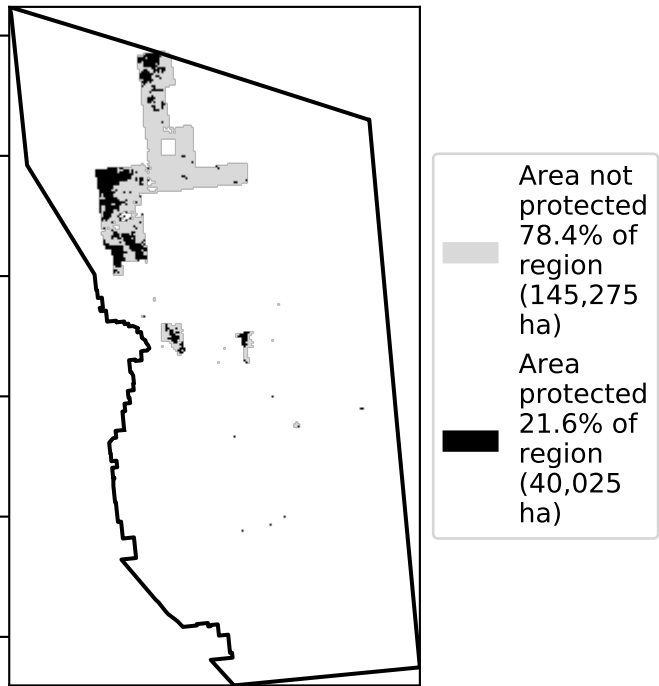 Area not
protected
78.4% of
region
(145,275
ha)
Area
protected
21.6% of
region
(40,025
ha)